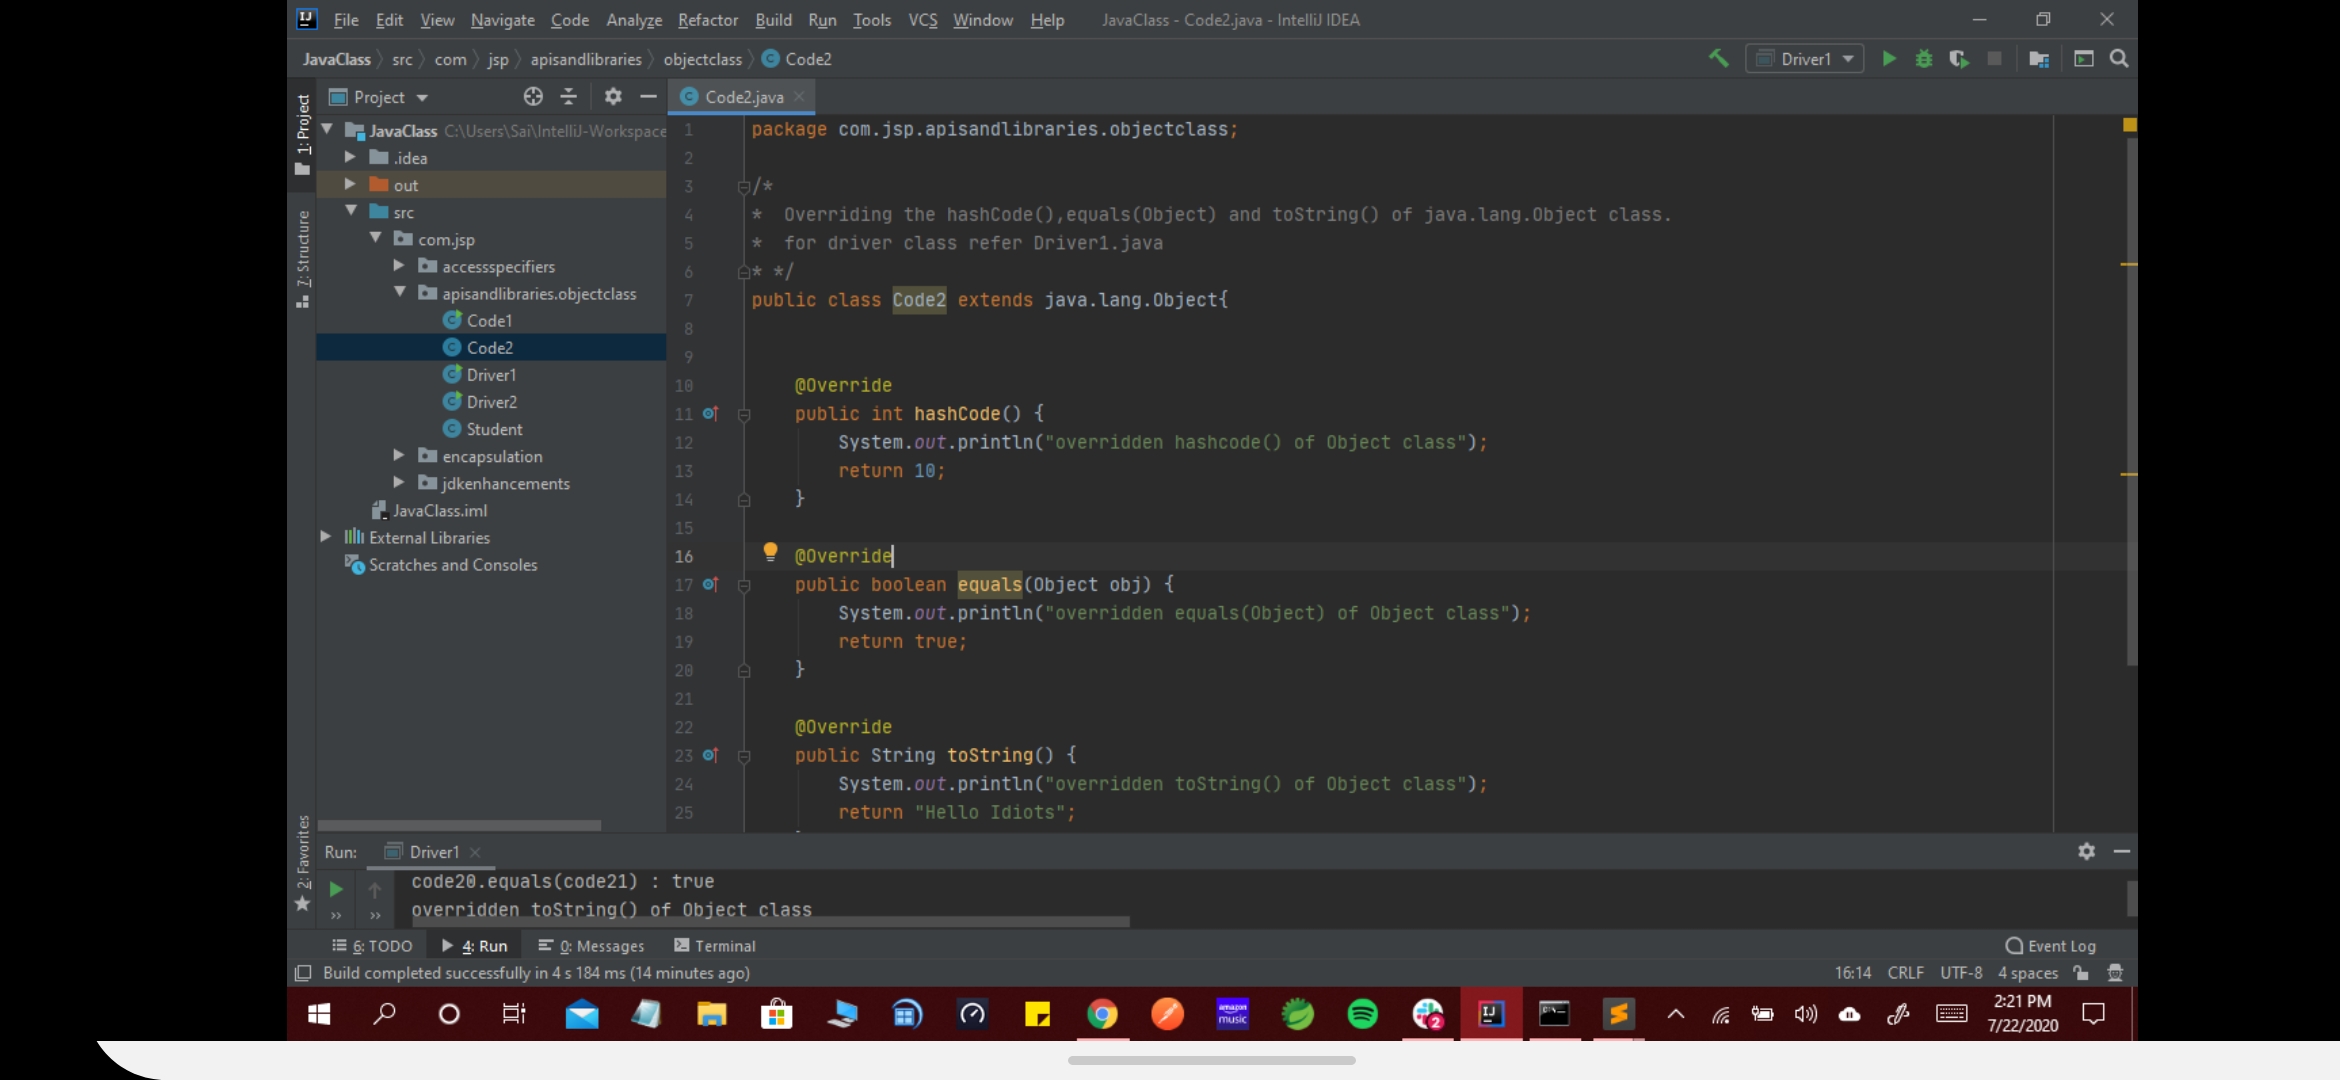 File Edit View Navigate Code Analyze Refactor Build Run Tools VCS Window Help JavaClass - Code2.java - IntelliJ IDEA
JavaClass src com jsp apisandlibraries objectclass Code2 Driver1
1: Project
7: Structure
2: Favorites
Project
JavaClass C:\Users\Sai\IntelliJ-Workspace
.idea
out
src
com.jsp
accessspecifiers
apisandlibraries.objectclass
Code1
Code2
Driver1
Driver2
Student
encapsulation
jdkenhancements
JavaClass.iml
External Libraries
Scratches and Consoles
Code2.java
1 package com.jsp.apisandlibraries.objectclass;
2
3 /*
4 * Overriding the hashCode(),equals(Object) and toString() of java.lang.Object class.
5 * for driver class refer Driver1.java
6 * */
7 public class Code2 extends java.lang.Object{
8
9
10 @Override
11 public int hashCode() {
12 System.out.println("overridden hashcode() of Object class");
13 return 10;
14 }
15
16 @Override
17 public boolean equals(Object obj) {
18 System.out.println("overridden equals(Object) of Object class");
19 return true;
20 }
21
22 @Override
23 public String toString() {
24 System.out.println("overridden toString() of Object class");
25 return "Hello Idiots";
Run: Driver1
code20.equals(code21) : true
overridden toString() of Object class
6: TODO 4: Run 0: Messages Terminal Event Log
Build completed successfully in 4 s 184 ms (14 minutes ago) 16:14 CRLF UTF-8 4 spaces
amazon music
2
IJ
2:21 PM
7/22/2020